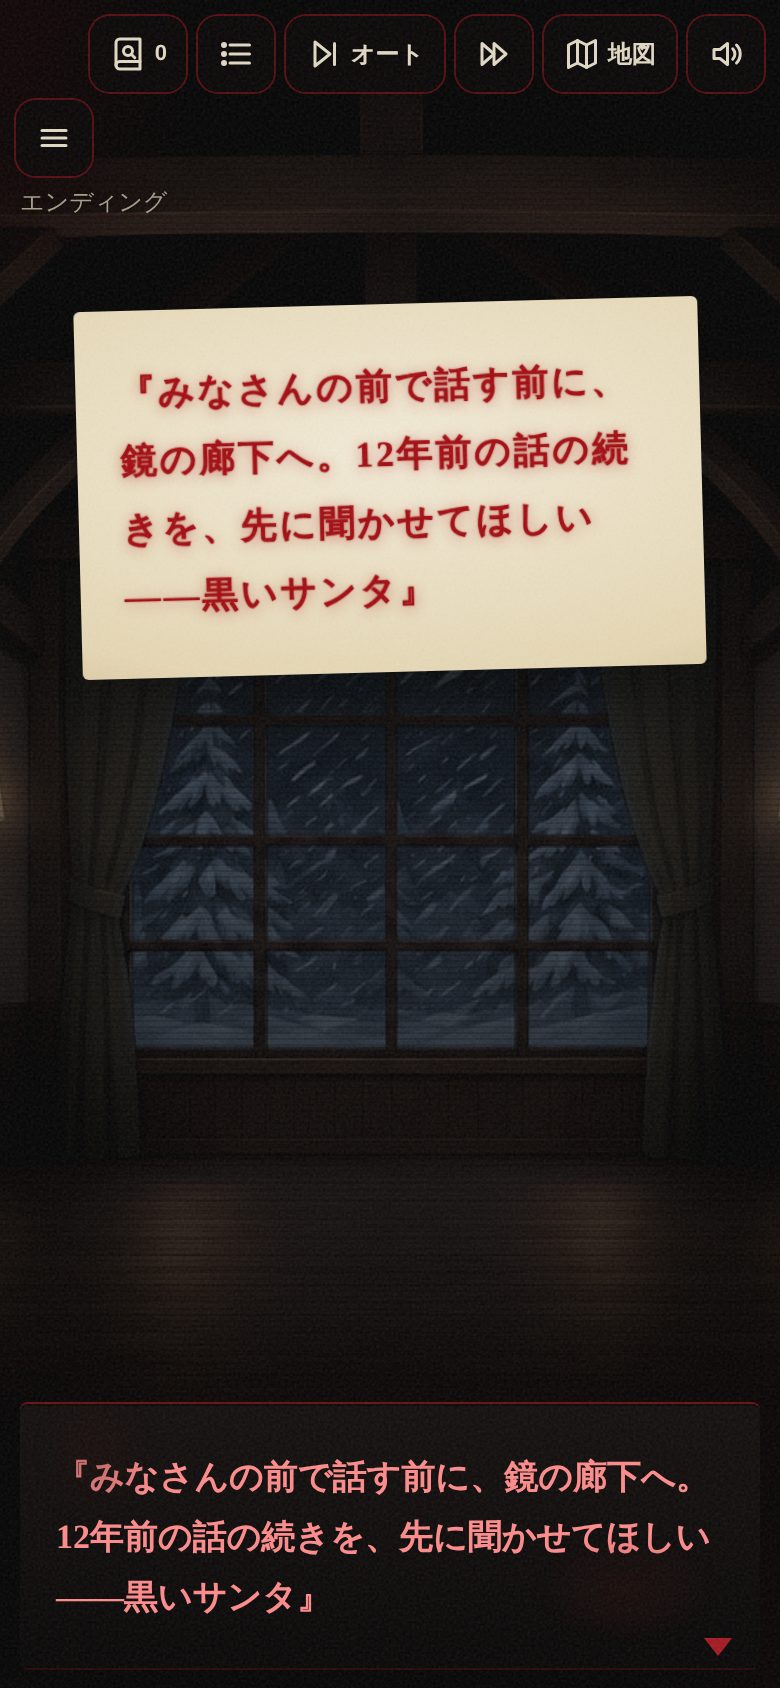 0
オート
地図
エンディング
『みなさんの前で話す前に、
鏡の廊下へ。12年前の話の続
きを、先に聞かせてほしい
――黒いサンタ』
『みなさんの前で話す前に、鏡の廊下へ。
12年前の話の続きを、先に聞かせてほしい
――黒いサンタ』